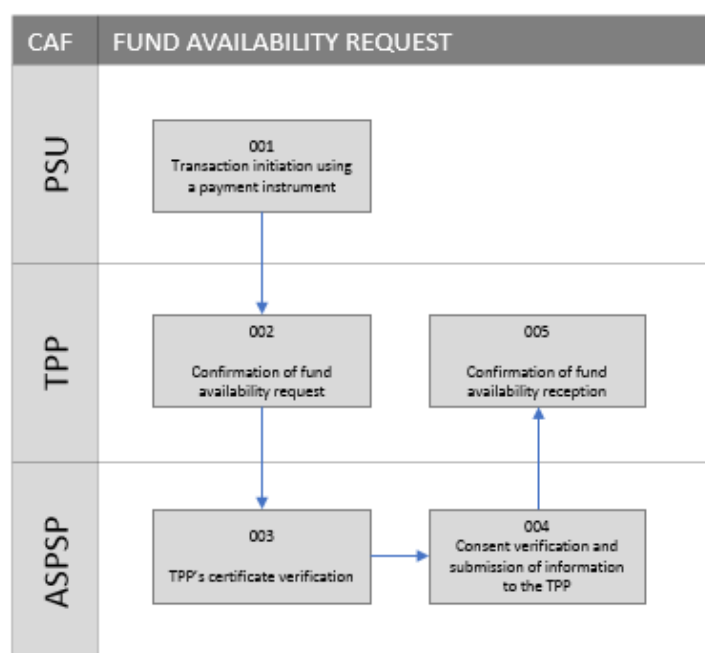 CAF FUND AVAILABILITY REQUEST
PSU
001
Transaction initiation using
a payment instrument
TPP
002
Confirmation of fund
availability request
005
Confirmation of fund
availability reception
ASPSP
003
TPP's certificate verification
004
Consent verification and
submission of information
to the TPP